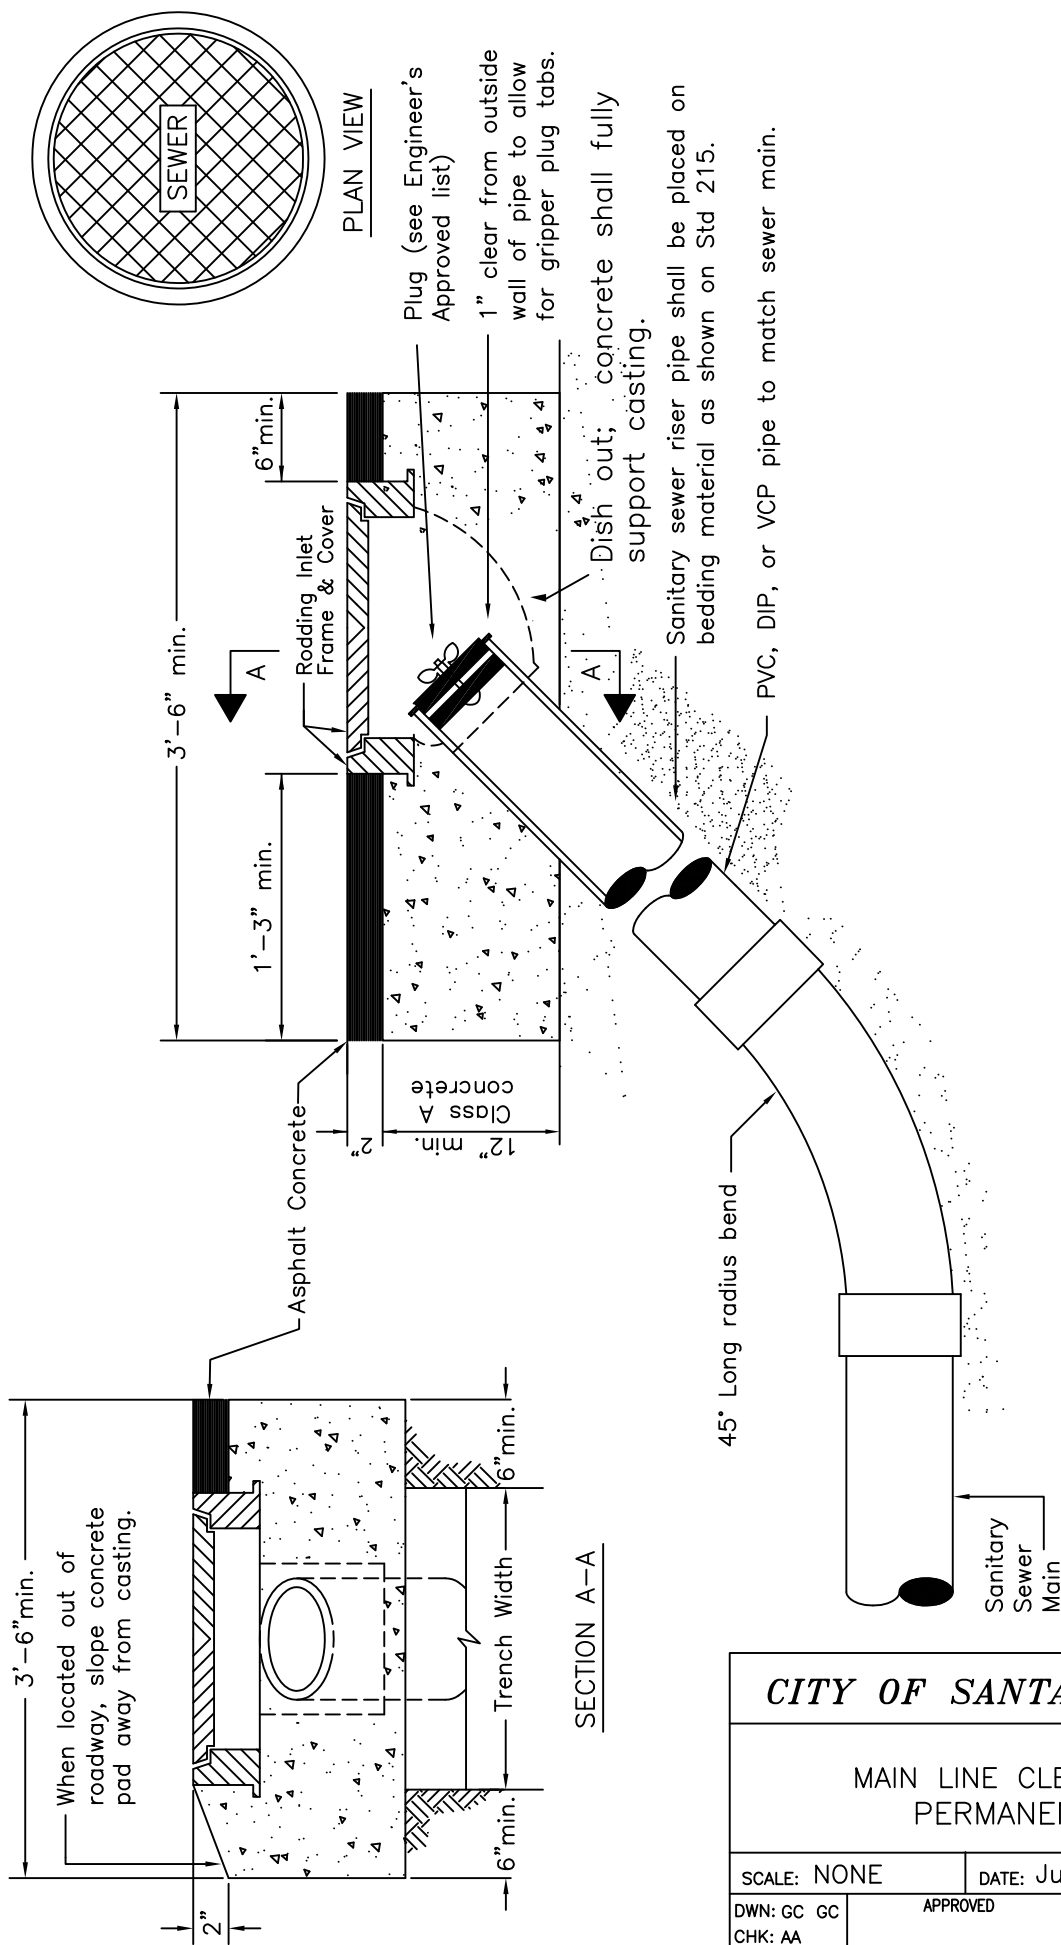 SEWER
PLAN VIEW
Plug (see Engineer's
Approved list)
1" clear from outside
wall of pipe to allow
for gripper plug tabs.
Dish out; concrete shall fully
support casting.
Sanitary sewer riser pipe shall be placed on
bedding material as shown on Std 215.
PVC, DIP, or VCP pipe to match sewer main.
3'-6" min.
6"min.
1'-3" min.
Rodding Inlet
Frame & Cover
A
A
2"
12" min.
Class A
concrete
Asphalt Concrete
45° Long radius bend
Sanitary
Sewer
Main
3'-6"min.
When located out of
roadway, slope concrete
pad away from casting.
2"
6"min.
Trench Width
6"min.
SECTION A-A
CITY OF SANTA
MAIN LINE CLE
PERMANE
SCALE: NONE
DATE: Ju
DWN: GC GC
CHK: AA
APPROVED